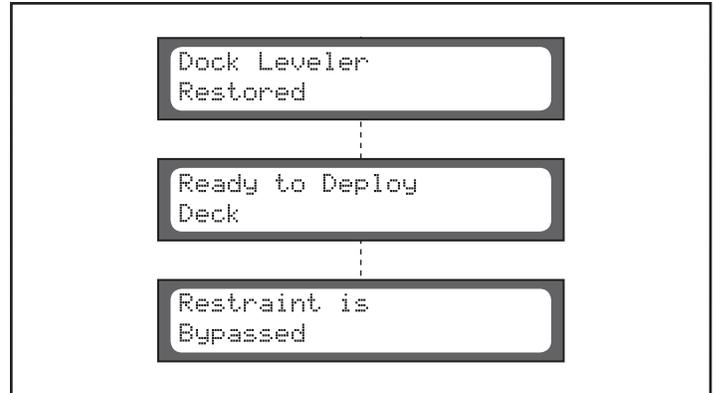 Dock Leveler
Restored
Ready to Deploy
Deck
Restraint is
Bypassed